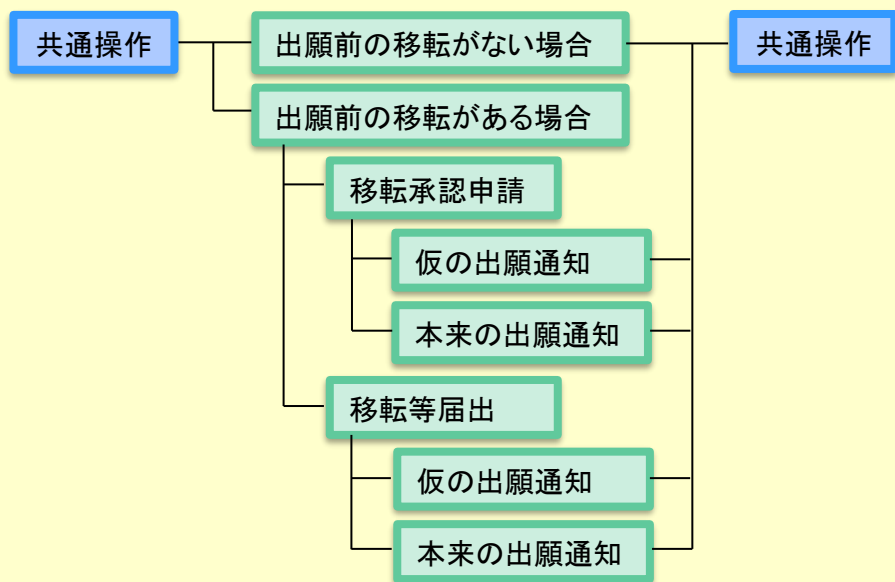 共通操作
出願前の移転がない場合
共通操作
出願前の移転がある場合
移転承認申請
仮の出願通知
本来の出願通知
移転等届出
仮の出願通知
本来の出願通知